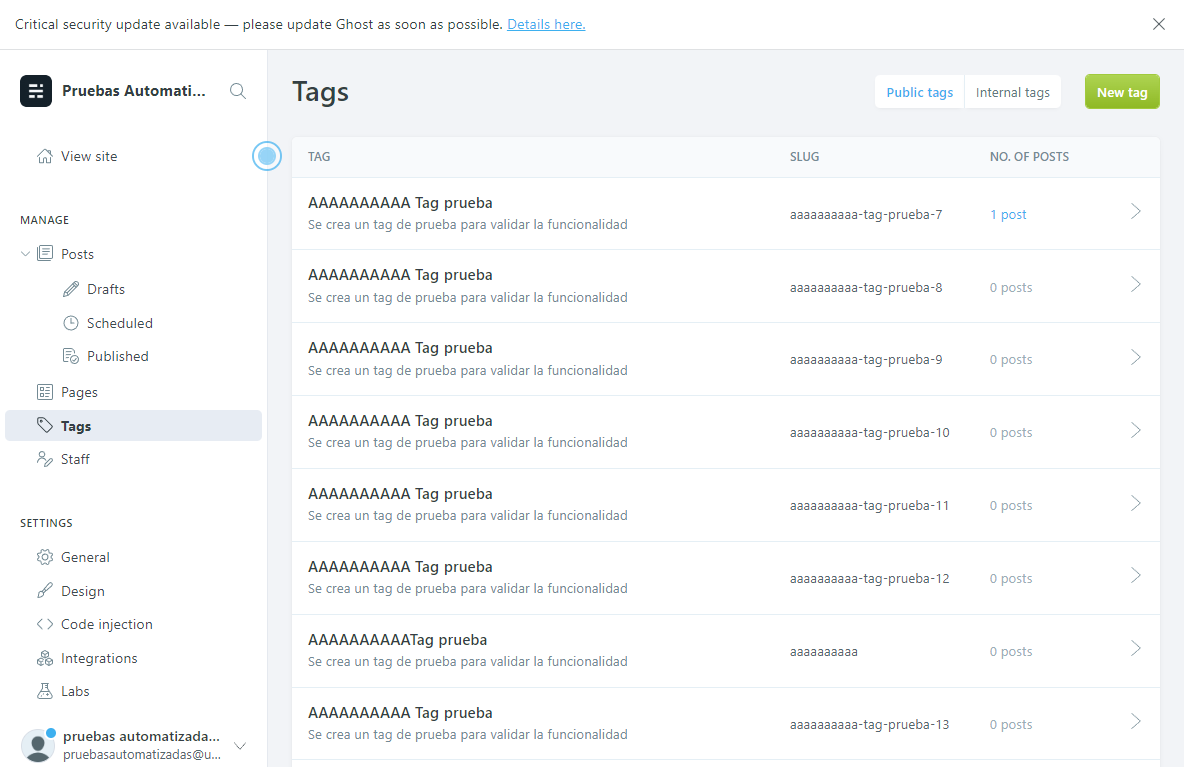 Critical security update available — please update Ghost as soon as possible. Details here.
Pruebas Automati...
View site
MANAGE
Posts
Drafts
Scheduled
Published
Pages
Tags
Staff
SETTINGS
General
Design
Code injection
Integrations
Labs
pruebas automatizada...
pruebasautomatizadas@u...
Tags
Public tags Internal tags New tag
TAG SLUG NO. OF POSTS
AAAAAAAAAA Tag prueba
Se crea un tag de prueba para validar la funcionalidad
aaaaaaaaaa-tag-prueba-7 1 post
AAAAAAAAAA Tag prueba
Se crea un tag de prueba para validar la funcionalidad
aaaaaaaaaa-tag-prueba-8 0 posts
AAAAAAAAAA Tag prueba
Se crea un tag de prueba para validar la funcionalidad
aaaaaaaaaa-tag-prueba-9 0 posts
AAAAAAAAAA Tag prueba
Se crea un tag de prueba para validar la funcionalidad
aaaaaaaaaa-tag-prueba-10 0 posts
AAAAAAAAAA Tag prueba
Se crea un tag de prueba para validar la funcionalidad
aaaaaaaaaa-tag-prueba-11 0 posts
AAAAAAAAAA Tag prueba
Se crea un tag de prueba para validar la funcionalidad
aaaaaaaaaa-tag-prueba-12 0 posts
AAAAAAAAAATag prueba
Se crea un tag de prueba para validar la funcionalidad
aaaaaaaaaa 0 posts
AAAAAAAAAA Tag prueba
Se crea un tag de prueba para validar la funcionalidad
aaaaaaaaaa-tag-prueba-13 0 posts